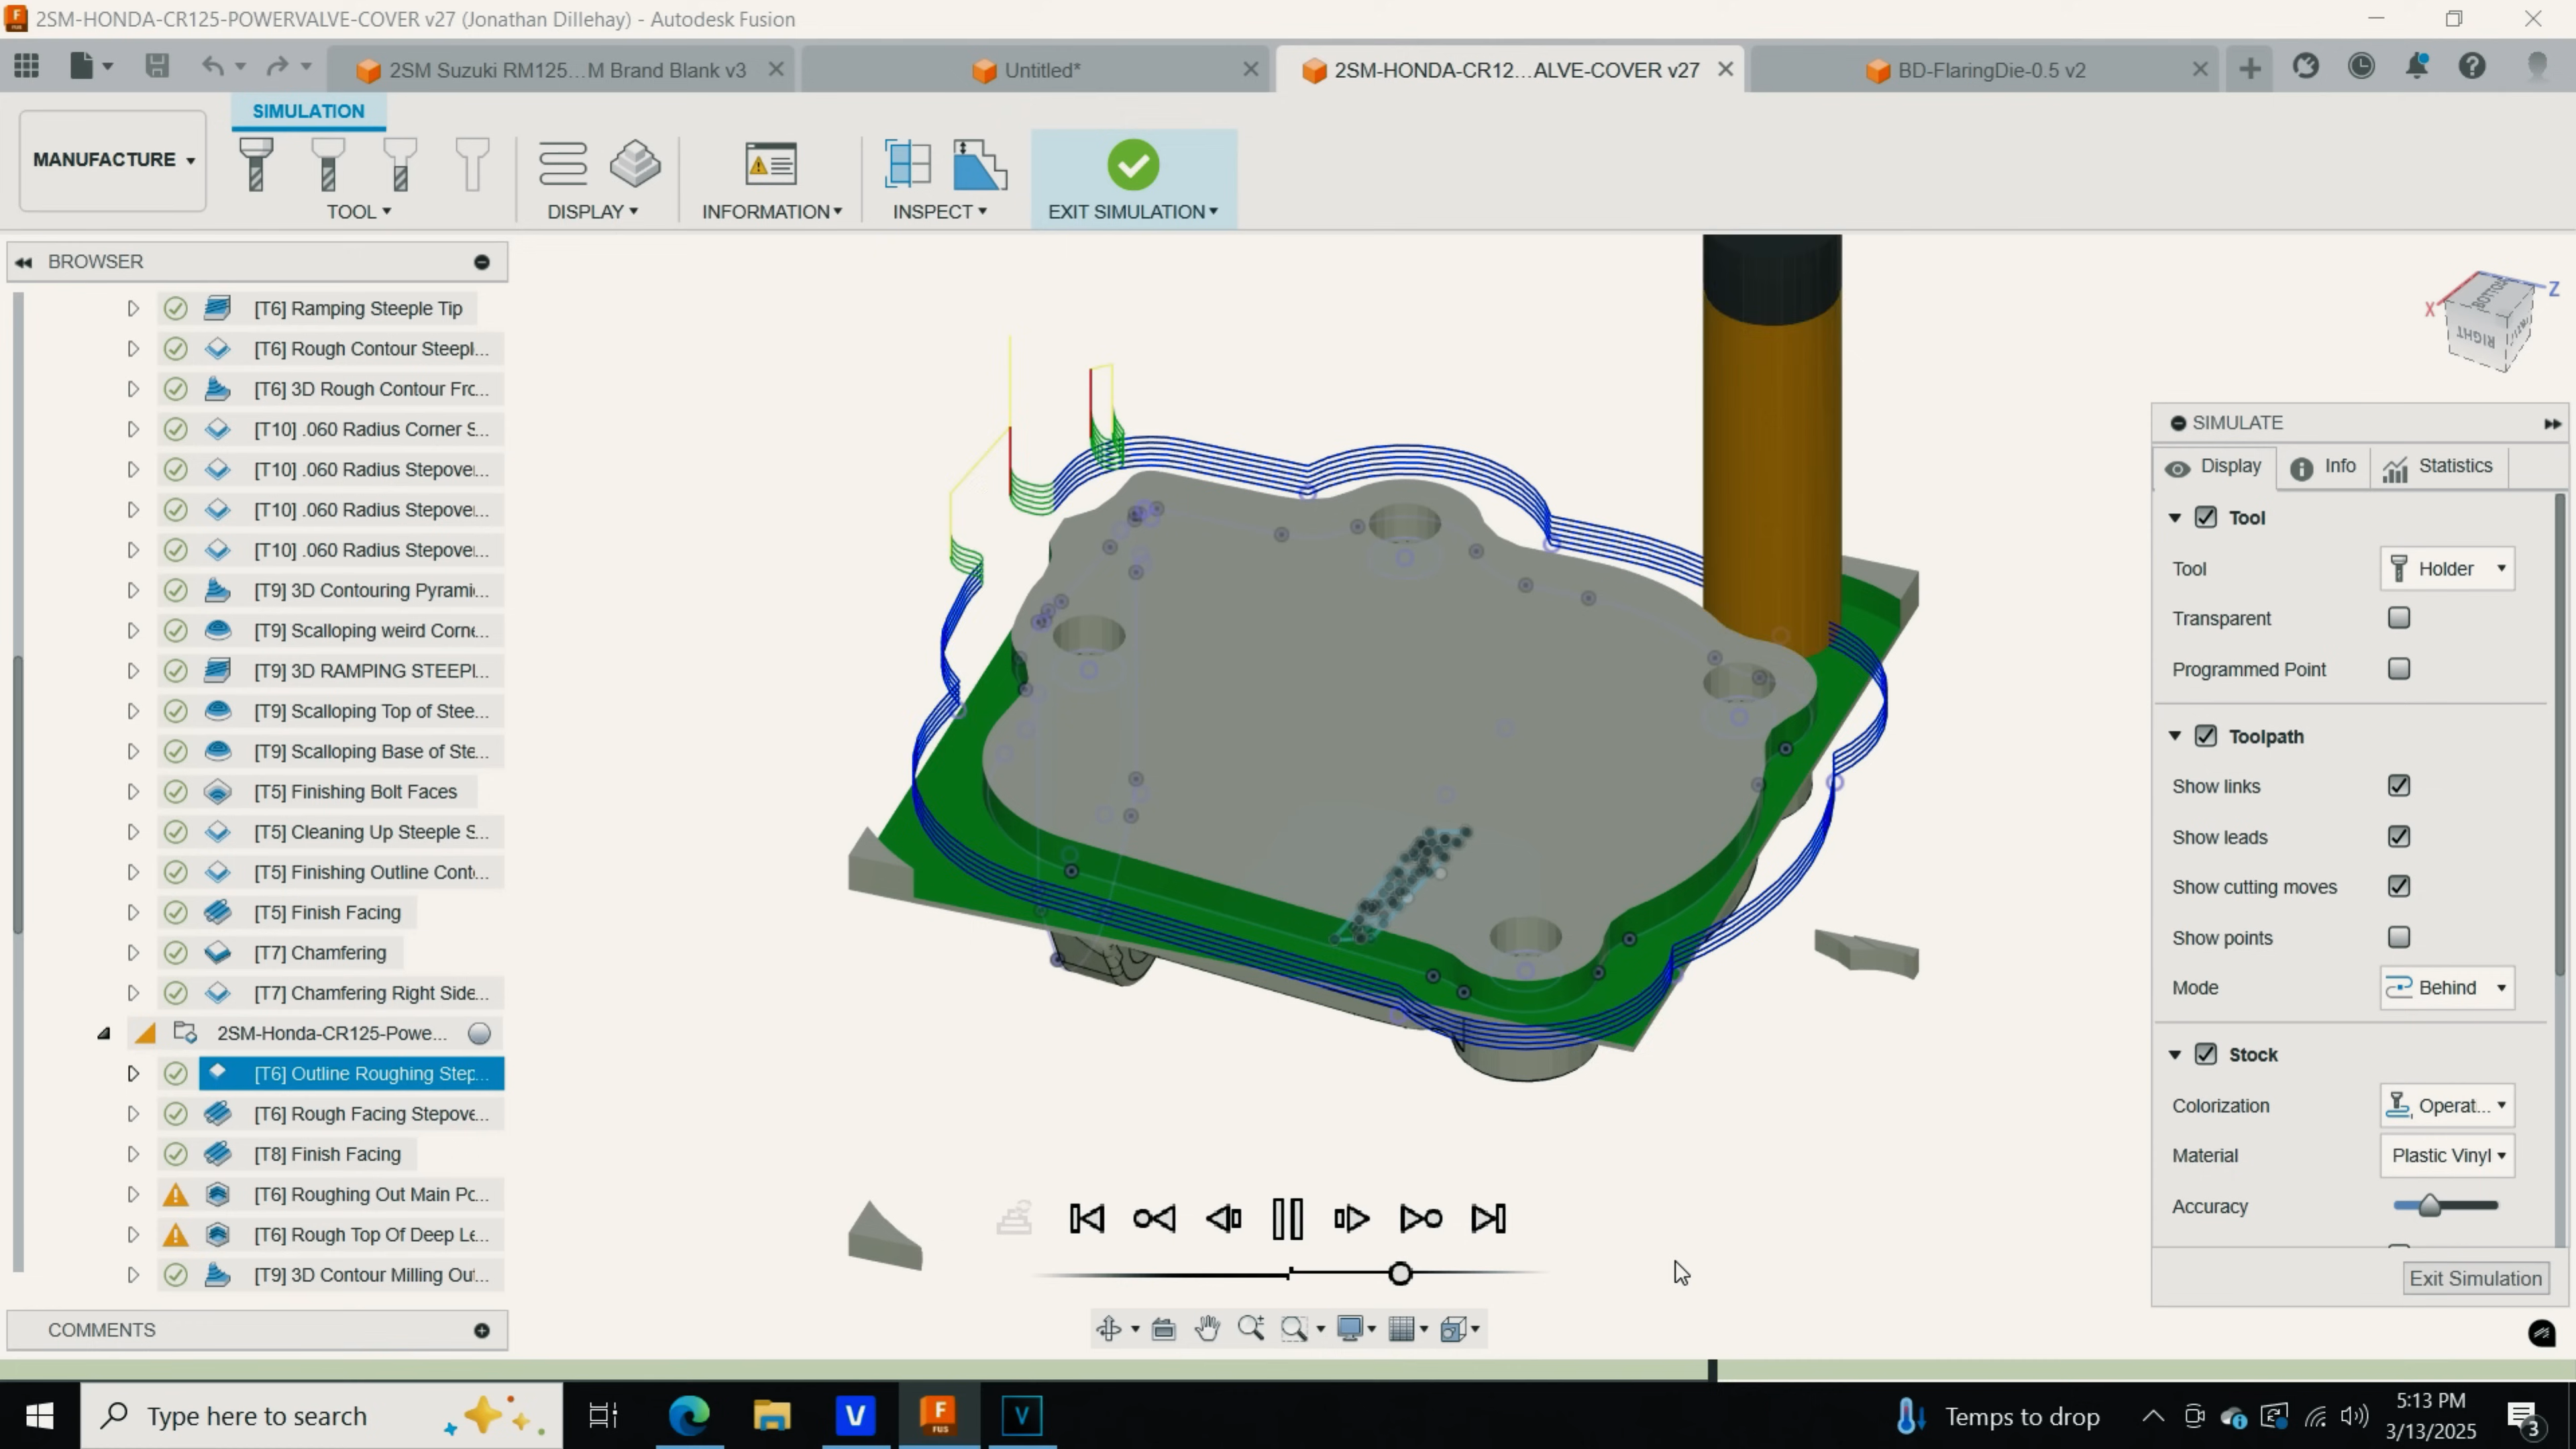 2SM-HONDA-CR125-POWERVALVE-COVER v27 (Jonathan Dillehay) - Autodesk Fusion
2SM Suzuki RM125...M Brand Blank v3
Untitled*
2SM-HONDA-CR12...ALVE-COVER v27
BD-FlaringDie-0.5 v2
MANUFACTURE
SIMULATION
TOOL
DISPLAY
INFORMATION
INSPECT
EXIT SIMULATION
BROWSER
[T6] Ramping Steeple Tip
[T6] Rough Contour Steepl...
[T6] 3D Rough Contour Frc...
[T10] .060 Radius Corner S...
[T10] .060 Radius Stepove...
[T10] .060 Radius Stepove...
[T10] .060 Radius Stepove...
[T9] 3D Contouring Pyrami...
[T9] Scalloping weird Corne...
[T9] 3D RAMPING STEEPL...
[T9] Scalloping Top of Stee...
[T9] Scalloping Base of Ste...
[T5] Finishing Bolt Faces
[T5] Cleaning Up Steeple S...
[T5] Finishing Outline Conto...
[T5] Finish Facing
[T7] Chamfering
[T7] Chamfering Right Side...
2SM-Honda-CR125-Powe...
[T6] Outline Roughing Step...
[T6] Rough Facing Stepove...
[T8] Finish Facing
[T6] Roughing Out Main Po...
[T6] Rough Top Of Deep Le...
[T9] 3D Contour Milling Out...
COMMENTS
X
Z
BOTTOM
RIGHT
SIMULATE
Display
Info
Statistics
Tool
Tool
Holder
Transparent
Programmed Point
Toolpath
Show links
Show leads
Show cutting moves
Show points
Mode
Behind
Stock
Colorization
Operat...
Material
Plastic Vinyl
Accuracy
Exit Simulation
Type here to search
F
FUS
V
V
Temps to drop
5:13 PM
3/13/2025
3